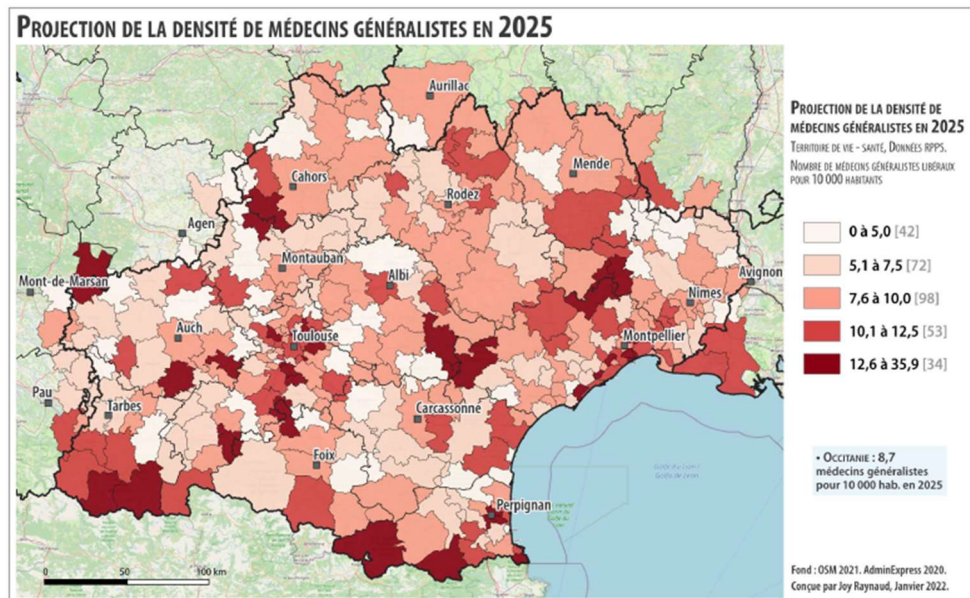 PROJECTION DE LA DENSITÉ DE MÉDECINS GÉNÉRALISTES EN 2025
Aurillac
Mende
Cahors
Rodez
Agen
Montauban
Albi
Mont-de-Marsan
Avignon
Nîmes
Auch
Toulouse
Montpellier
Pau
Tarbes
Carcassonne
Foix
Perpignan
0 50 100 km
PROJECTION DE LA DENSITÉ DE
MÉDECINS GÉNÉRALISTES EN 2025
TERRITOIRE DE VIE - SANTÉ, DONNÉES RPPS.
NOMBRE DE MÉDECINS GÉNÉRALISTES LIBÉRAUX
POUR 10 000 HABITANTS
0 à 5,0 [42]
5,1 à 7,5 [72]
7,6 à 10,0 [98]
10,1 à 12,5 [53]
12,6 à 35,9 [34]
• OCCITANIE : 8,7
médecins généralistes
pour 10 000 hab. en 2025
Fond : OSM 2021. AdminExpress 2020.
Conçue par Joy Raynaud, Janvier 2022.